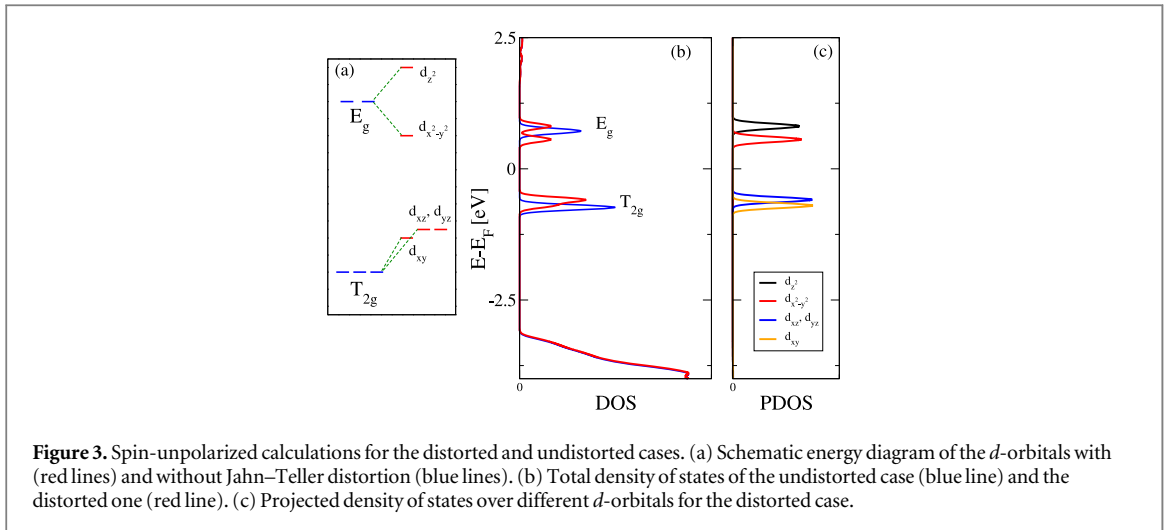 (a)
d_z²
E_g
d_x²-y²
d_xz, d_yz
d_xy
T_2g
E-E_F [eV]
2.5
0
-2.5
(b)
E_g
T_2g
0
DOS
(c)
d_z²
d_x²-y²
d_xz, d_yz
d_xy
0
PDOS
Figure 3. Spin-unpolarized calculations for the distorted and undistorted cases. (a) Schematic energy diagram of the d-orbitals with
(red lines) and without Jahn–Teller distortion (blue lines). (b) Total density of states of the undistorted case (blue line) and the
distorted one (red line). (c) Projected density of states over different d-orbitals for the distorted case.